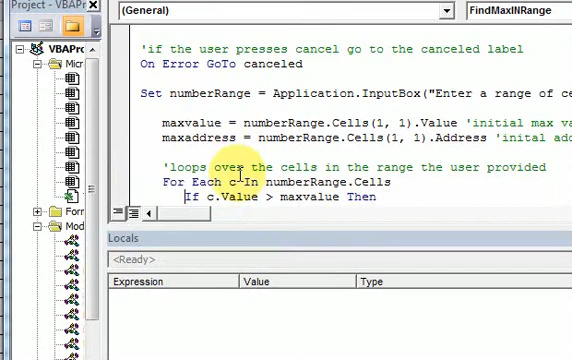 Project - VBAPro
(General)
FindMaxINRange
VBAPro
Micr
Forn
Mod
'if the user presses cancel go to the canceled label
On Error GoTo canceled
Set numberRange = Application.InputBox("Enter a range of ce
maxvalue = numberRange.Cells(1, 1).Value 'initial max va
maxaddress = numberRange.Cells(1, 1).Address 'inital add
'loops over the cells in the range the user provided
For Each c In numberRange.Cells
If c.Value > maxvalue Then
Locals
<Ready>
Expression Value Type